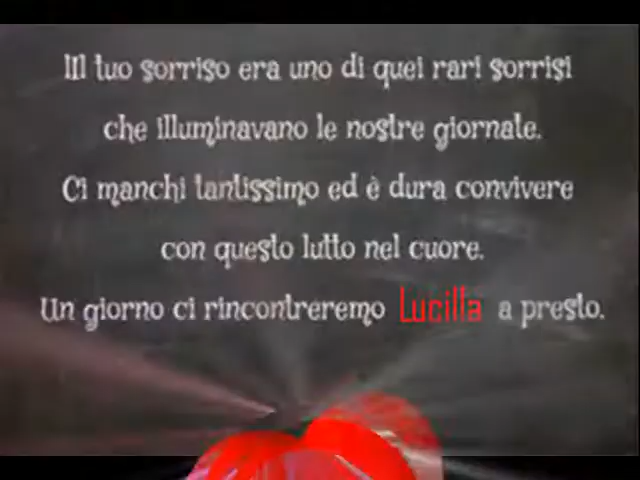 Il tuo sorriso era uno di quei rari sorrisi
che illuminavano le nostre giornate.
Ci manchi tantissimo ed è dura convivere
con questo lutto nel cuore.
Un giorno ci rincontreremo Lucilla a presto.